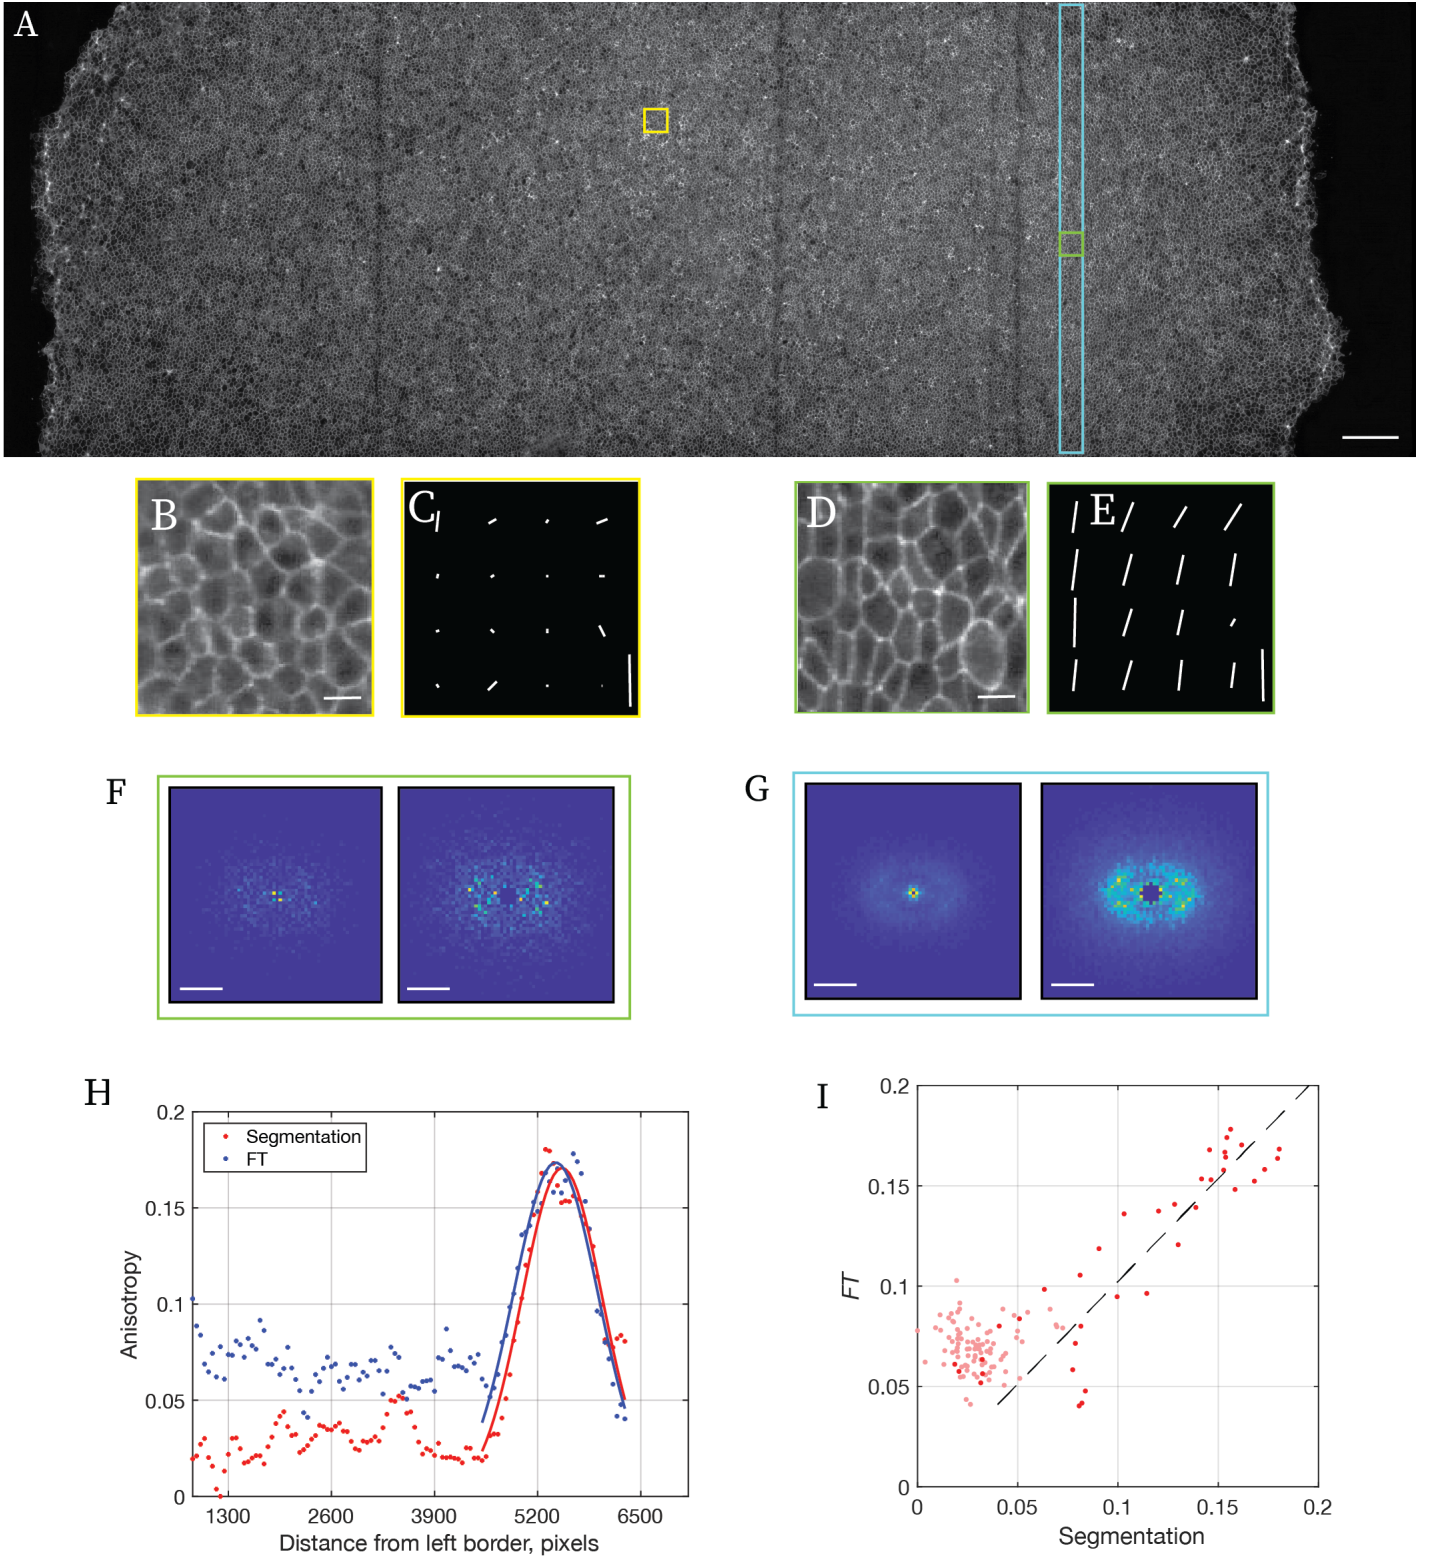 A
B
C
D
E
F
G
H
0.2
0.15
0.1
0.05
0
Anisotropy
Segmentation
FT
1300 2600 3900 5200 6500
Distance from left border, pixels
I
0.2
0.15
0.1
0.05
0
FT
0 0.05 0.1 0.15 0.2
Segmentation